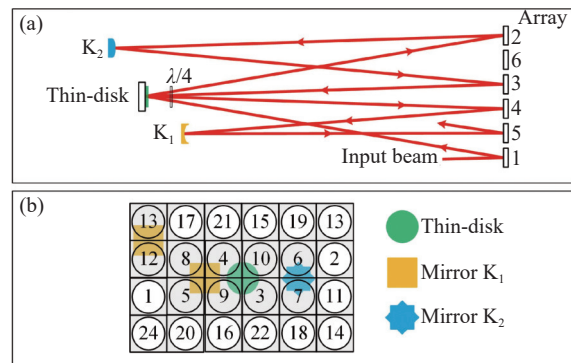 (a)
Array
K₂
2
6
λ/4
Thin-disk
3
4
K₁
5
Input beam
1
(b)
13 17 21 15 19 13
12 8 4 10 6 2
1 5 9 3 7 11
24 20 16 22 18 14
Thin-disk
Mirror K₁
Mirror K₂